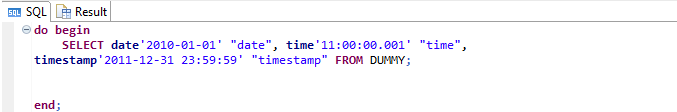 SQL Result
do begin
SELECT date'2010-01-01' "date", time'11:00:00.001' "time",
timestamp'2011-12-31 23:59:59' "timestamp" FROM DUMMY;
end;